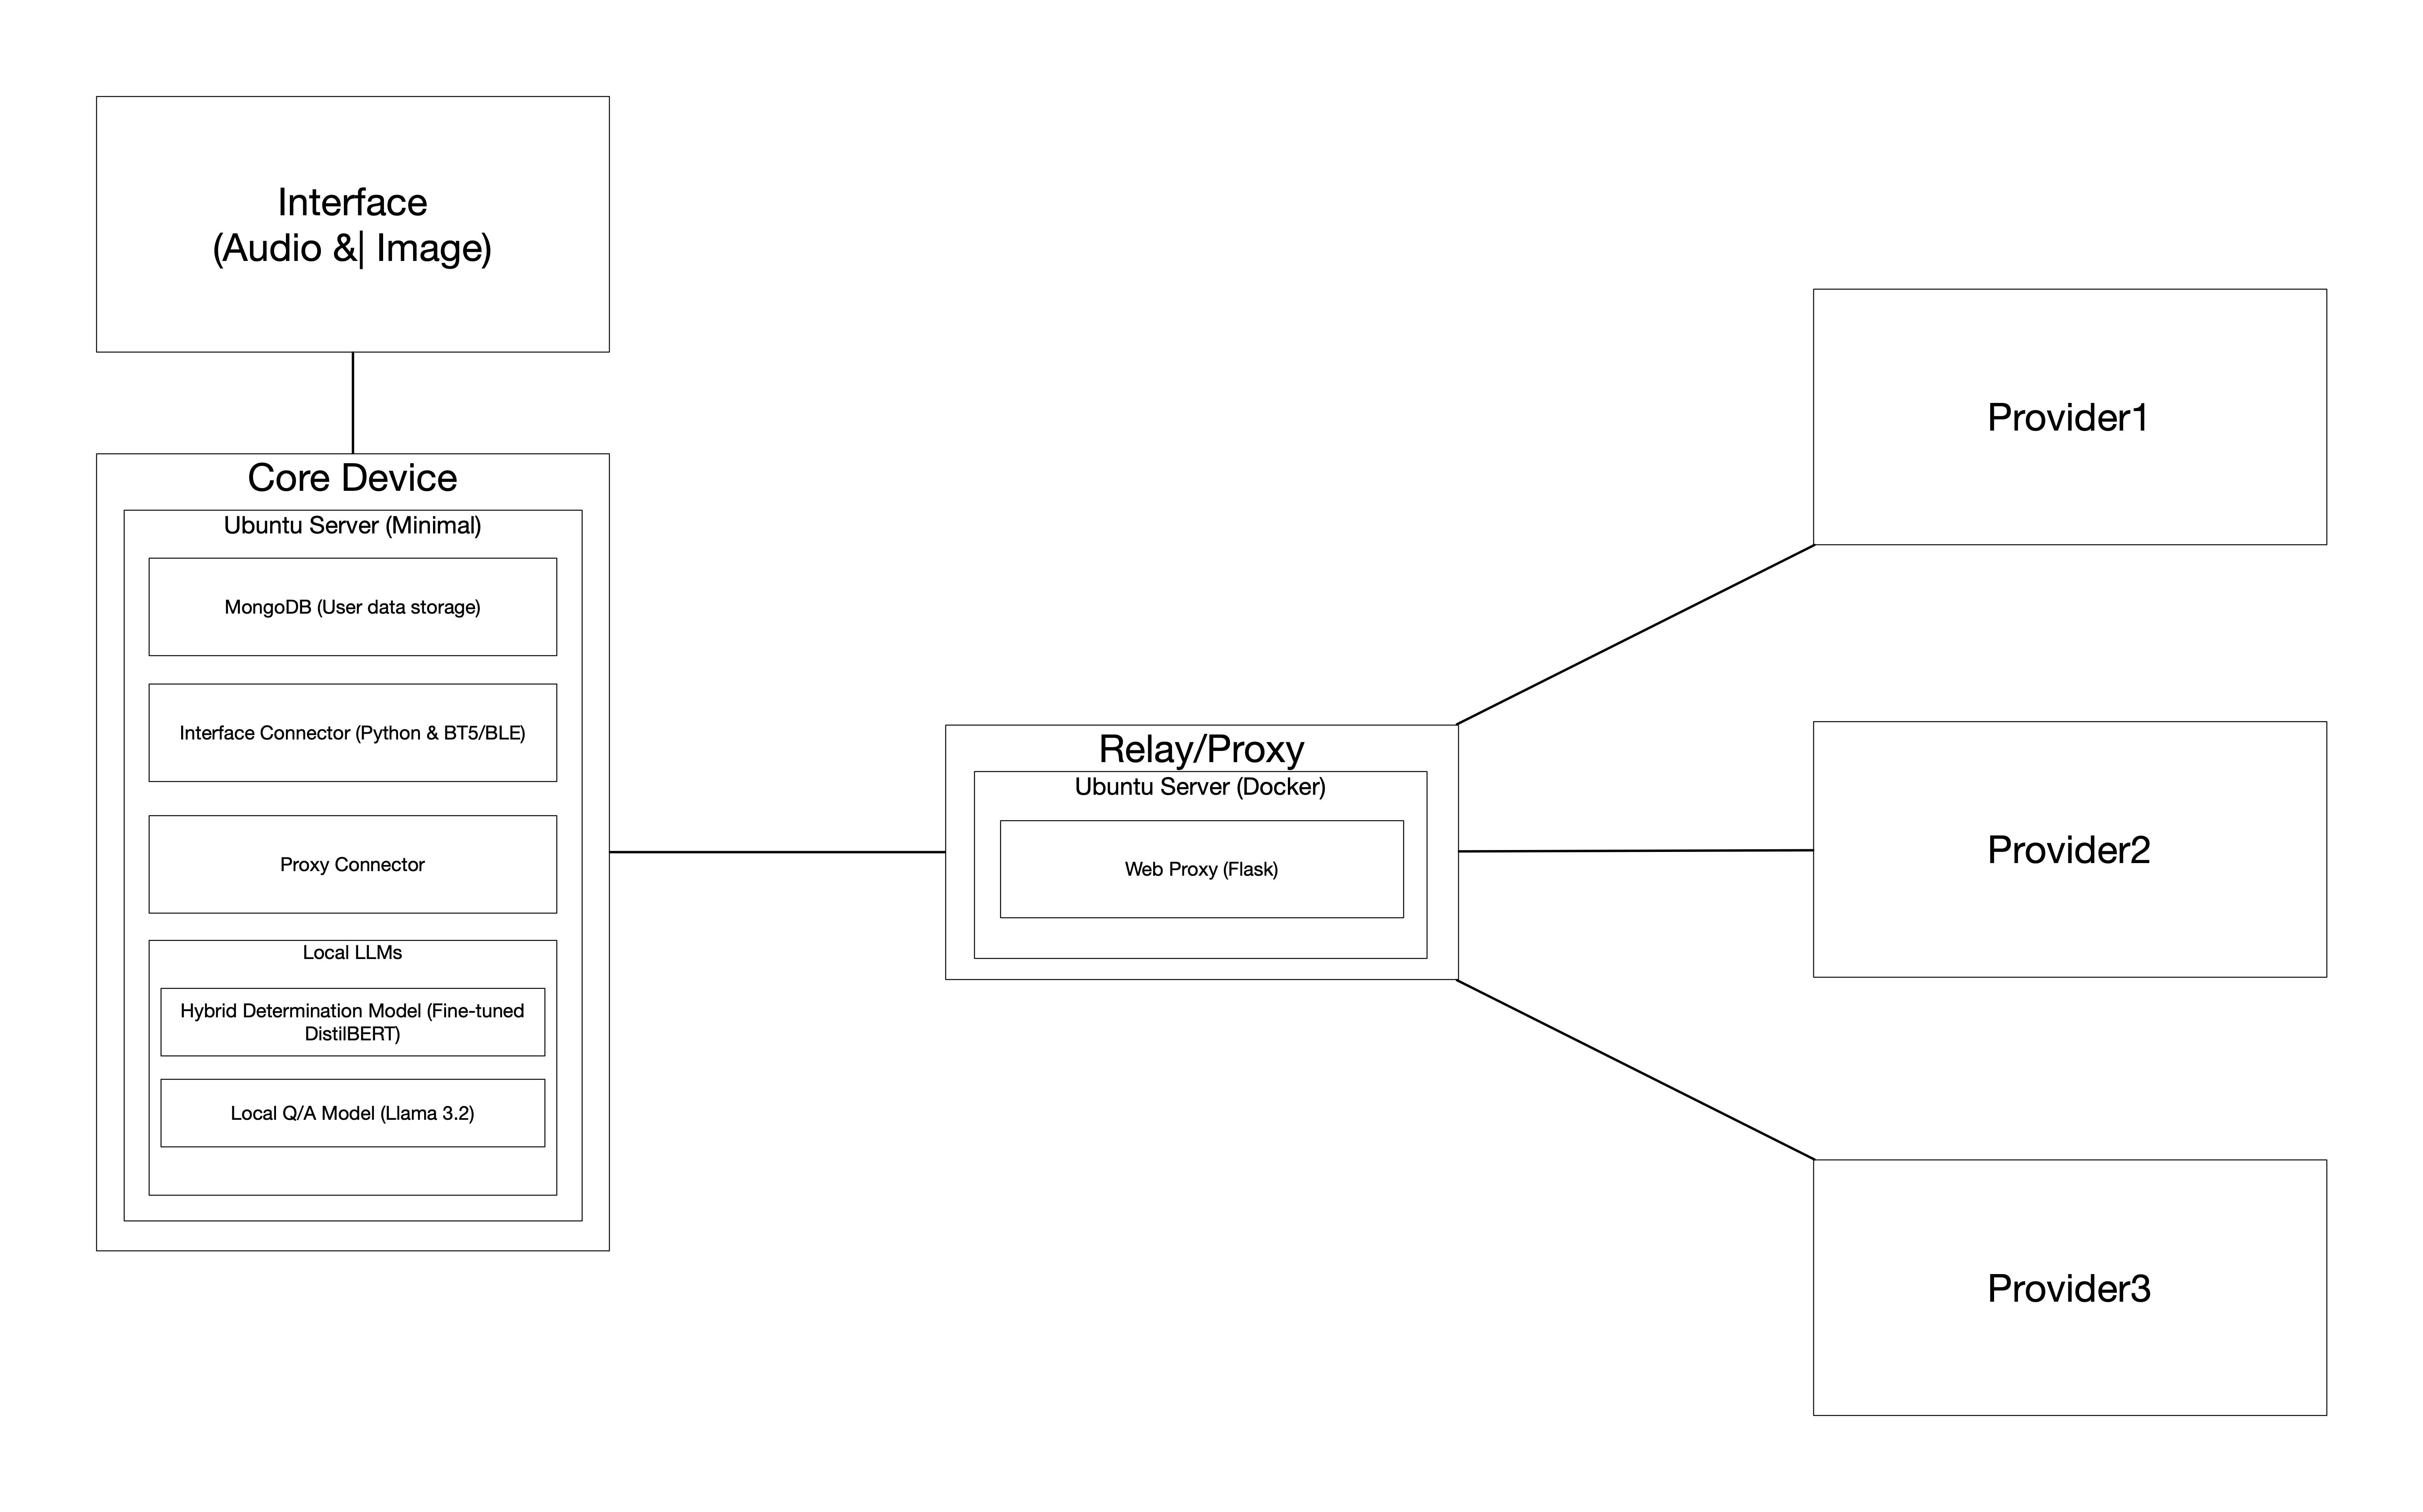 Interface
(Audio &| Image)
Core Device
Ubuntu Server (Minimal)
MongoDB (User data storage)
Interface Connector (Python & BT5/BLE)
Proxy Connector
Local LLMs
Hybrid Determination Model (Fine-tuned
DistilBERT)
Local Q/A Model (Llama 3.2)
Relay/Proxy
Ubuntu Server (Docker)
Web Proxy (Flask)
Provider1
Provider2
Provider3